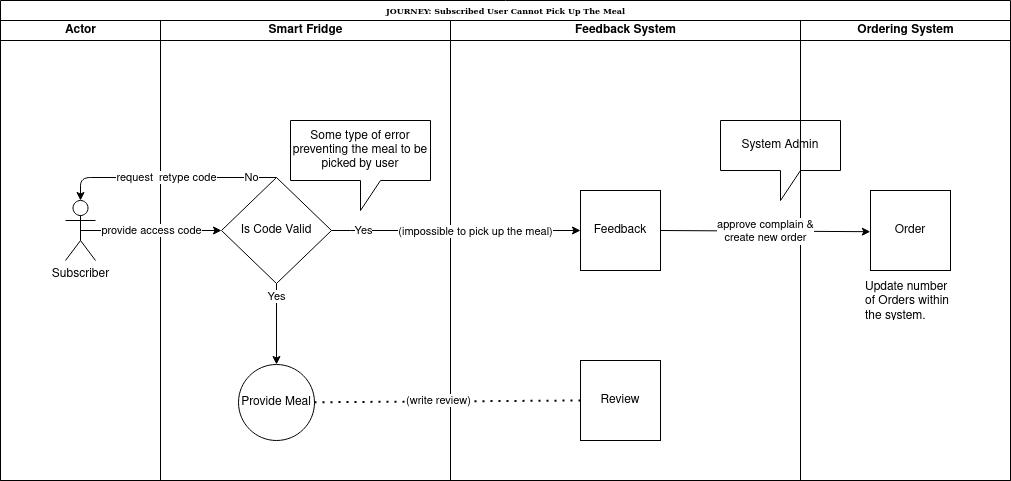 JOURNEY: Subscribed User Cannot Pick Up The Meal
Actor
Smart Fridge
Feedback System
Ordering System
Some type of error
preventing the meal to be
picked by user
System Admin
request retype code
No
Subscriber
provide access code
Is Code Valid
Yes
(impossible to pick up the meal)
Feedback
approve complain &
create new order
Order
Update number
of Orders within
the system.
Yes
Provide Meal
(write review)
Review